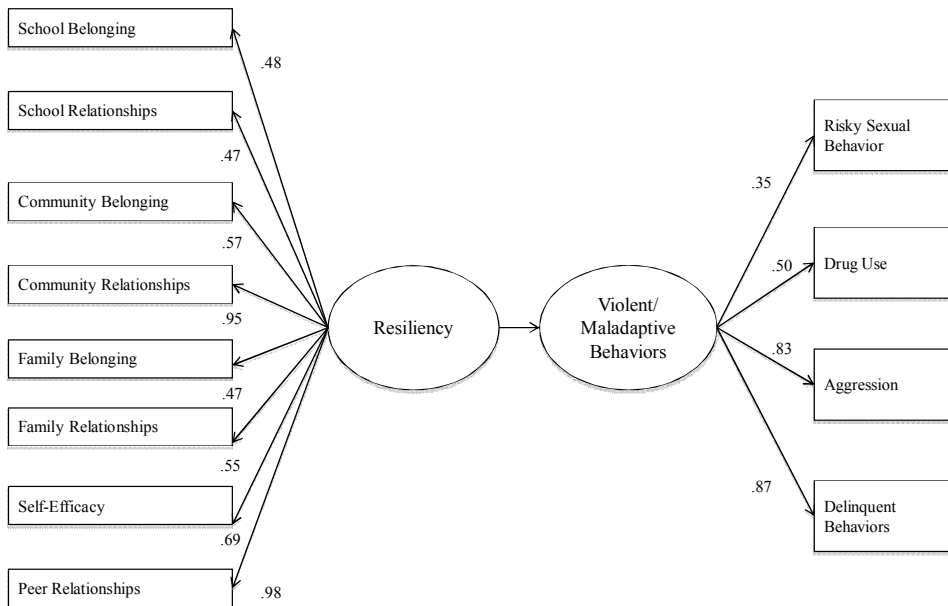 School Belonging
.48
School Relationships
.47
Community Belonging
.57
Community Relationships
.95
Family Belonging
.47
Family Relationships
.55
Self-Efficacy
.69
Peer Relationships
.98
Resiliency
Violent/
Maladaptive
Behaviors
Risky Sexual
Behavior
.35
Drug Use
.50
Aggression
.83
Delinquent
Behaviors
.87